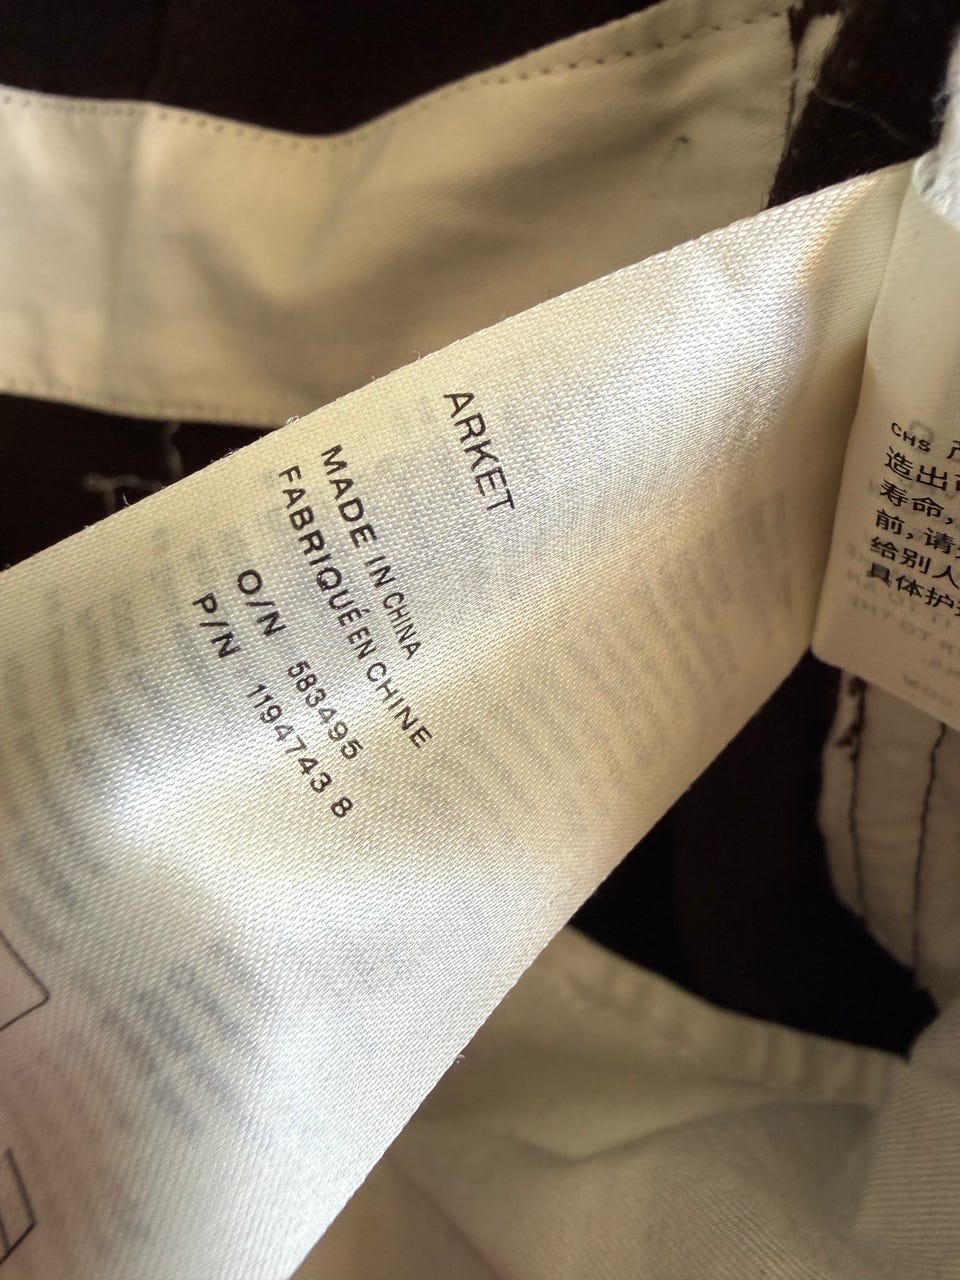 ARKET
MADE IN CHINA
FABRIQUÉ EN CHINE
O/N 583495
P/N 1194743 8
CHS
造出
寿命,
前,请
给别人
具体护